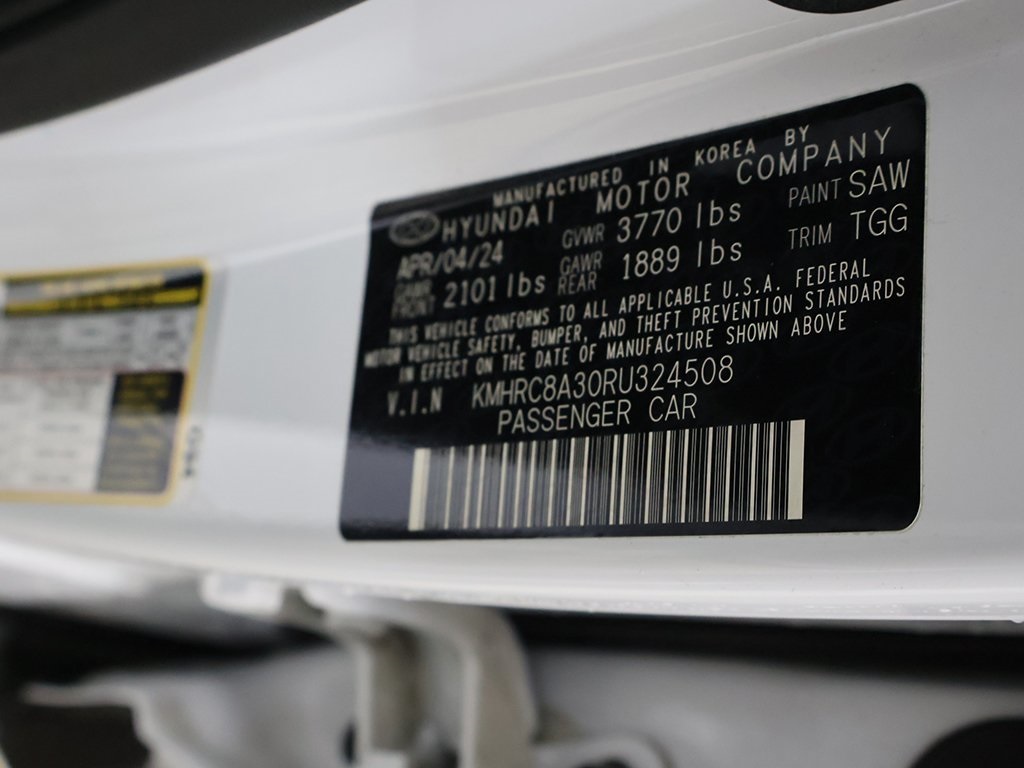 MANUFACTURED IN KOREA BY
HYUNDAI MOTOR COMPANY
APR/04/24 GVWR 3770 lbs PAINT SAW
GAWR FRONT 2101 lbs GAWR REAR 1889 lbs TRIM TGG
THIS VEHICLE CONFORMS TO ALL APPLICABLE U.S.A. FEDERAL
MOTOR VEHICLE SAFETY, BUMPER, AND THEFT PREVENTION STANDARDS
IN EFFECT ON THE DATE OF MANUFACTURE SHOWN ABOVE
V.I.N KMHRC8A30RU324508
PASSENGER CAR